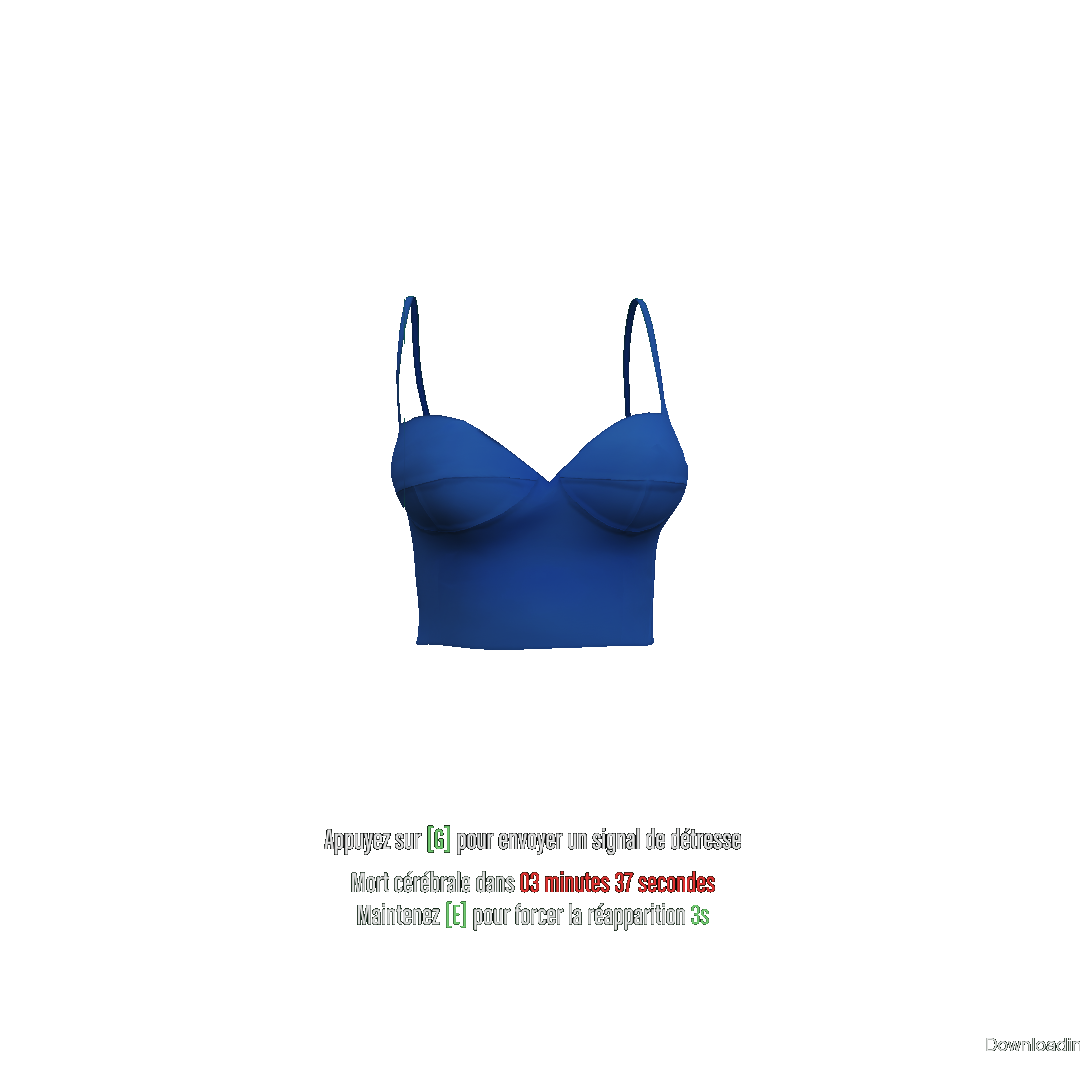 Appuyez sur [G] pour envoyer un signal de détresse
Mort cérébrale dans 03 minutes 37 secondes
Maintenez [E] pour forcer la réapparition 3s
Downloadin